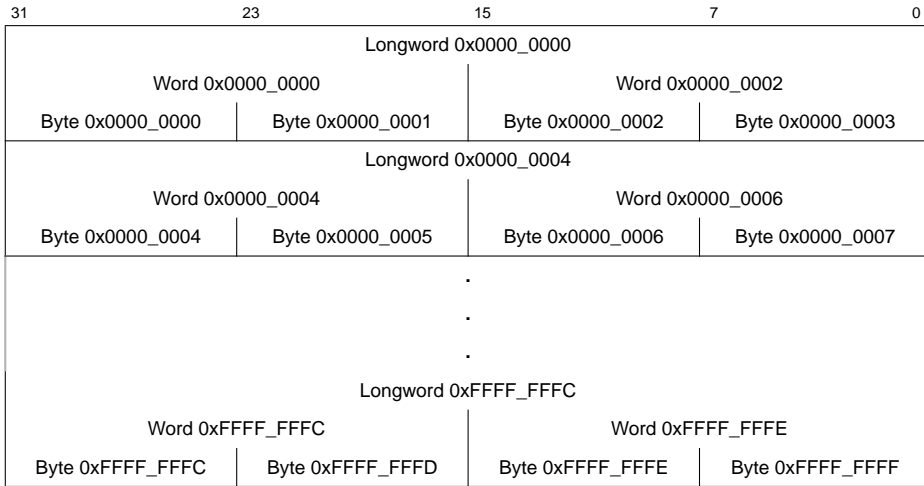 31 23 15 7 0
Longword 0x0000_0000
Word 0x0000_0000 Word 0x0000_0002
Byte 0x0000_0000 Byte 0x0000_0001 Byte 0x0000_0002 Byte 0x0000_0003
Longword 0x0000_0004
Word 0x0000_0004 Word 0x0000_0006
Byte 0x0000_0004 Byte 0x0000_0005 Byte 0x0000_0006 Byte 0x0000_0007
.
.
.
Longword 0xFFFF_FFFC
Word 0xFFFF_FFFC Word 0xFFFF_FFFE
Byte 0xFFFF_FFFC Byte 0xFFFF_FFFD Byte 0xFFFF_FFFE Byte 0xFFFF_FFFF